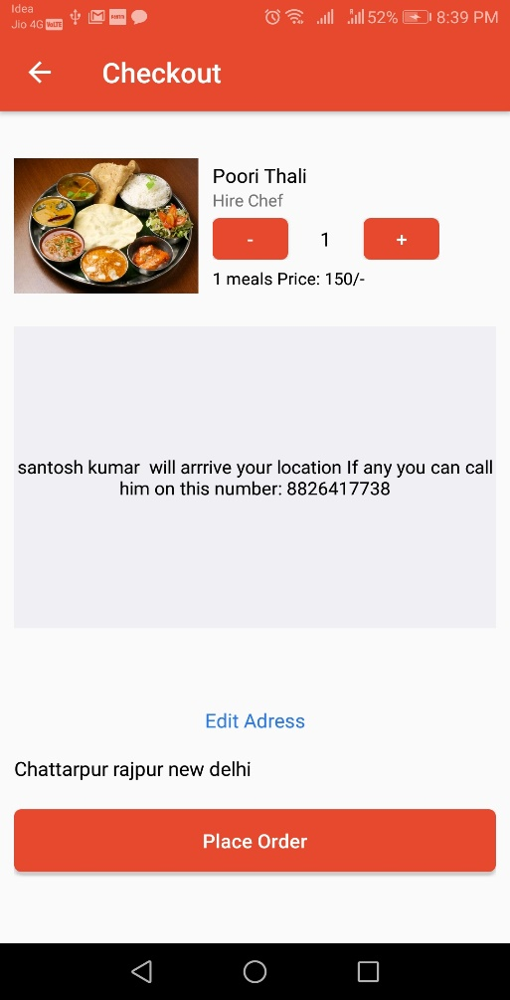 Idea
Jio 4G VoLTE
52% 8:39 PM
Checkout
Poori Thali
Hire Chef
- 1 +
1 meals Price: 150/-
santosh kumar  will arrrive your location If any you can call
him on this number: 8826417738
Edit Adress
Chattarpur rajpur new delhi
Place Order